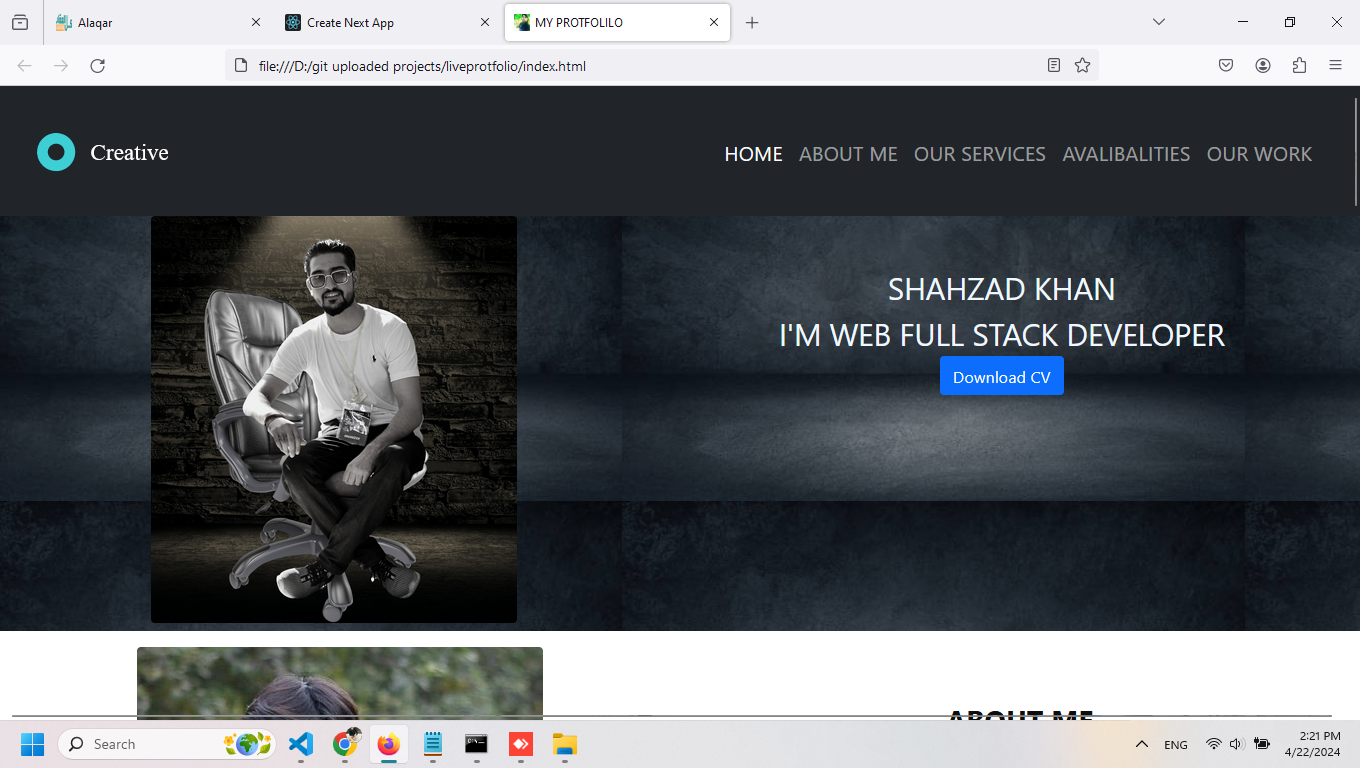 Alaqar
Create Next App
MY PROTFOLILO
file:///D:/git uploaded projects/liveprotfolio/index.html
Creative
HOME ABOUT ME OUR SERVICES AVALIBALITIES OUR WORK
SHAHZAD KHAN
I'M WEB FULL STACK DEVELOPER
Download CV
ABOUT ME
Search
ENG
2:21 PM
4/22/2024